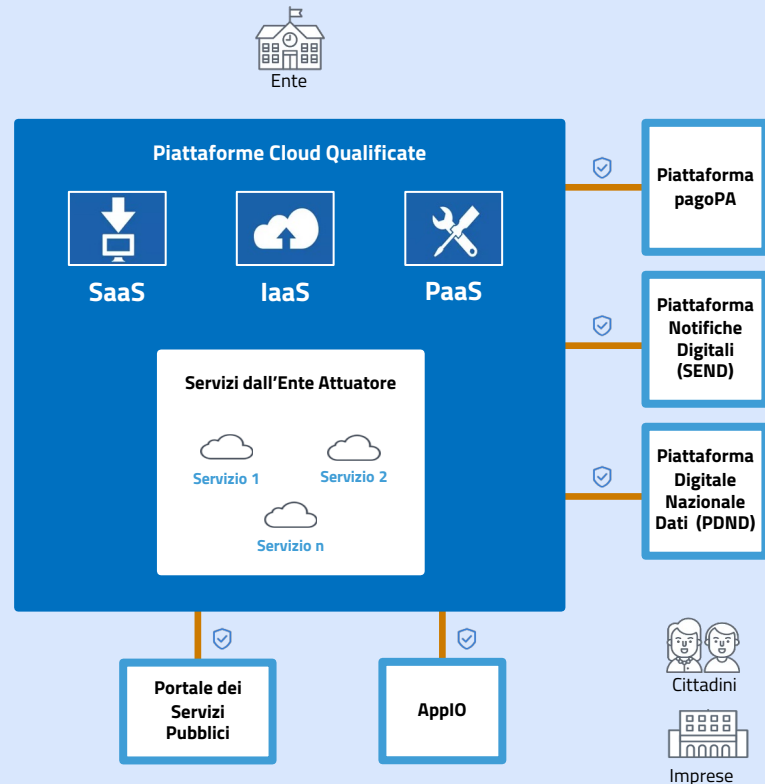 Ente
Piattaforme Cloud Qualificate
SaaS
IaaS
PaaS
Servizi dall'Ente Attuatore
Servizio 1
Servizio 2
Servizio n
Piattaforma
pagoPA
Piattaforma
Notifiche
Digitali
(SEND)
Piattaforma
Digitale
Nazionale
Dati (PDND)
Portale dei
Servizi
Pubblici
AppIO
Cittadini
Imprese